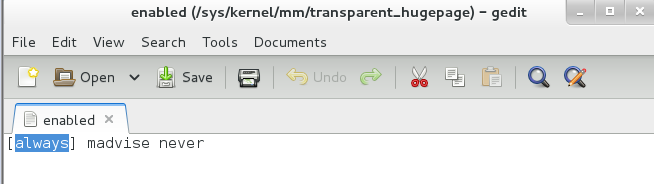 enabled (/sys/kernel/mm/transparent_hugepage) - gedit
File Edit View Search Tools Documents
Open Save Undo
enabled
[always] madvise never